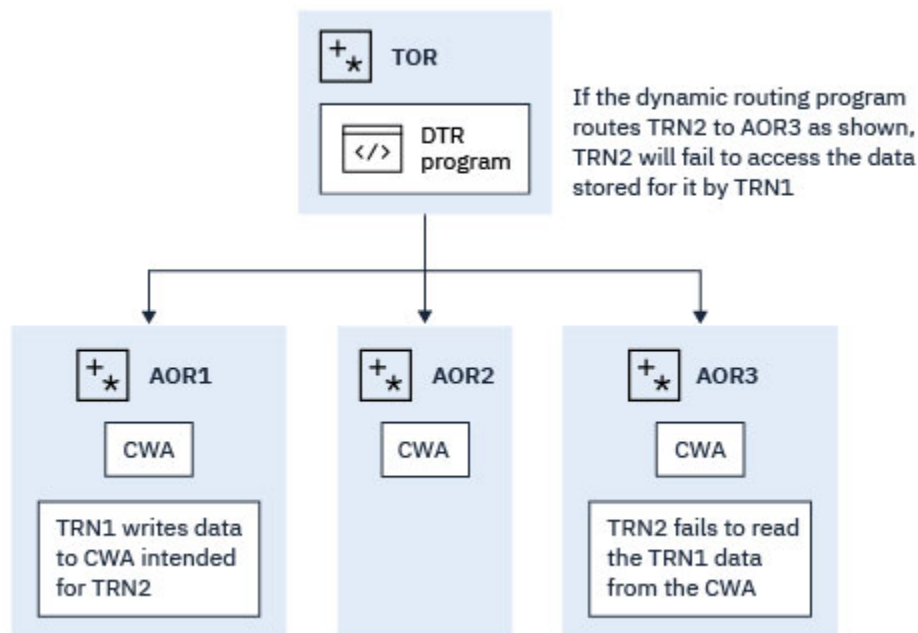 TOR
DTR
program
If the dynamic routing program
routes TRN2 to AOR3 as shown,
TRN2 will fail to access the data
stored for it by TRN1
AOR1
CWA
TRN1 writes data
to CWA intended
for TRN2
AOR2
CWA
AOR3
CWA
TRN2 fails to read
the TRN1 data
from the CWA